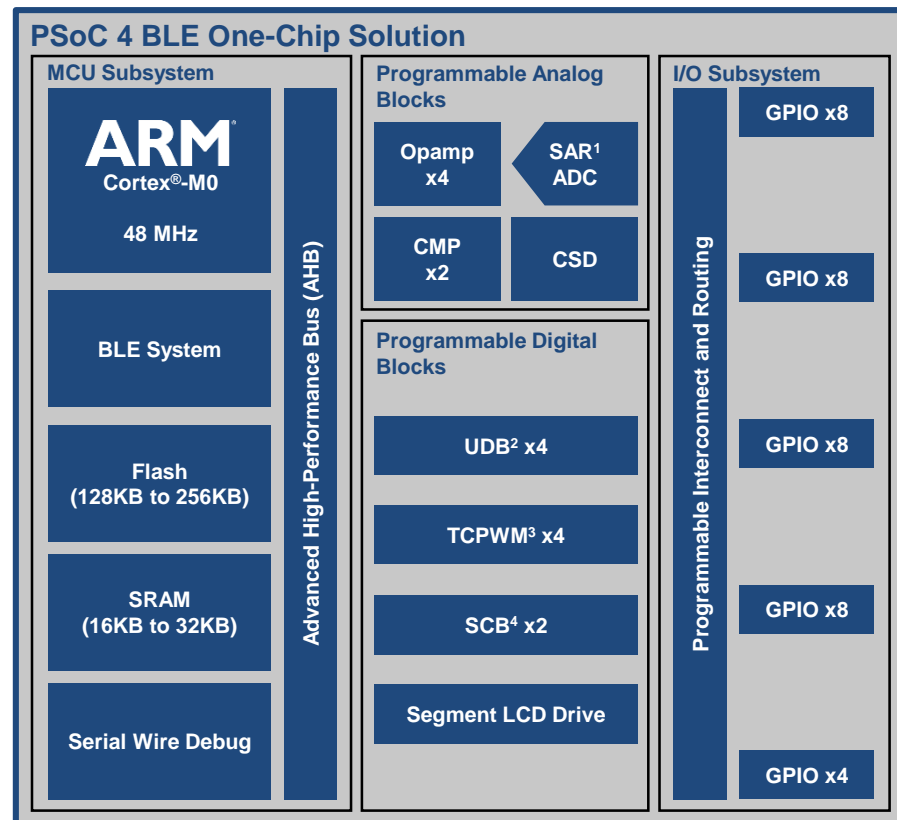 PSoC 4 BLE One-Chip Solution
MCU Subsystem
ARM®
Cortex®-M0
48 MHz
BLE System
Flash
(128KB to 256KB)
SRAM
(16KB to 32KB)
Serial Wire Debug
Advanced High-Performance Bus (AHB)
Programmable Analog
Blocks
Opamp
x4
SAR¹
ADC
CMP
x2
CSD
Programmable Digital
Blocks
UDB² x4
TCPWM³ x4
SCB⁴ x2
Segment LCD Drive
I/O Subsystem
Programmable Interconnect and Routing
GPIO x8
GPIO x8
GPIO x8
GPIO x8
GPIO x4